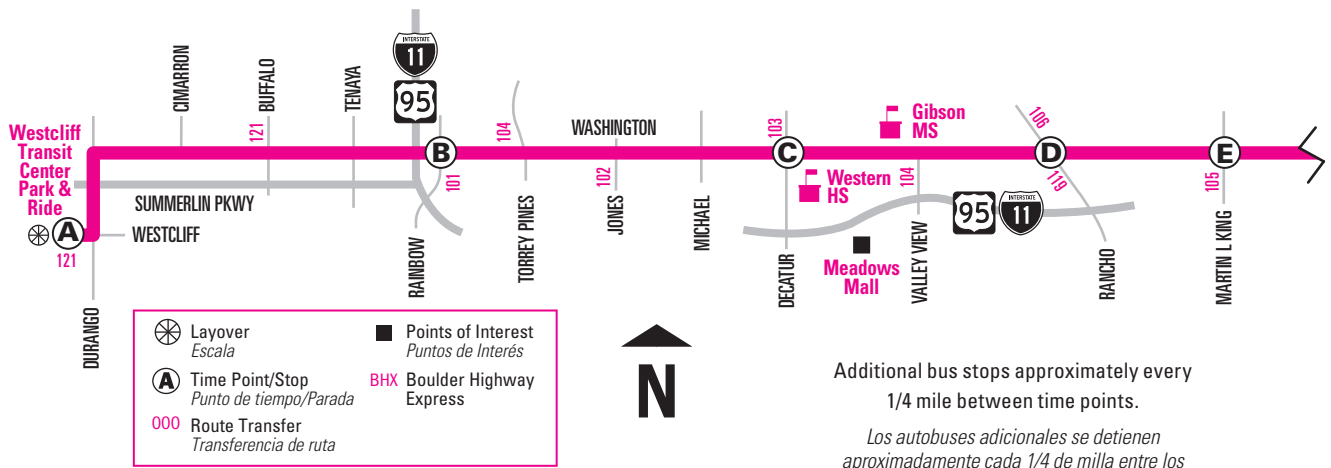 INTERSTATE
11
95
CIMARRON
BUFFALO
TENAYA
121
Westcliff
Transit
Center
Park &
Ride
SUMMERLIN PKWY
WESTCLIFF
A
121
DURANGO
B
101
RAINBOW
104
TORREY PINES
WASHINGTON
102
JONES
MICHAEL
103
C
DECATUR
Gibson
MS
Western
HS
104
VALLEY VIEW
Meadows
Mall
95
INTERSTATE
11
106
D
119
RANCHO
E
105
MARTIN L KING
Layover
Escala
A Time Point/Stop
Punto de tiempo/Parada
000 Route Transfer
Transferencia de ruta
Points of Interest
Puntos de Interés
BHX Boulder Highway
Express
N
Additional bus stops approximately every
1/4 mile between time points.
Los autobuses adicionales se detienen
aproximadamente cada 1/4 de milla entre los